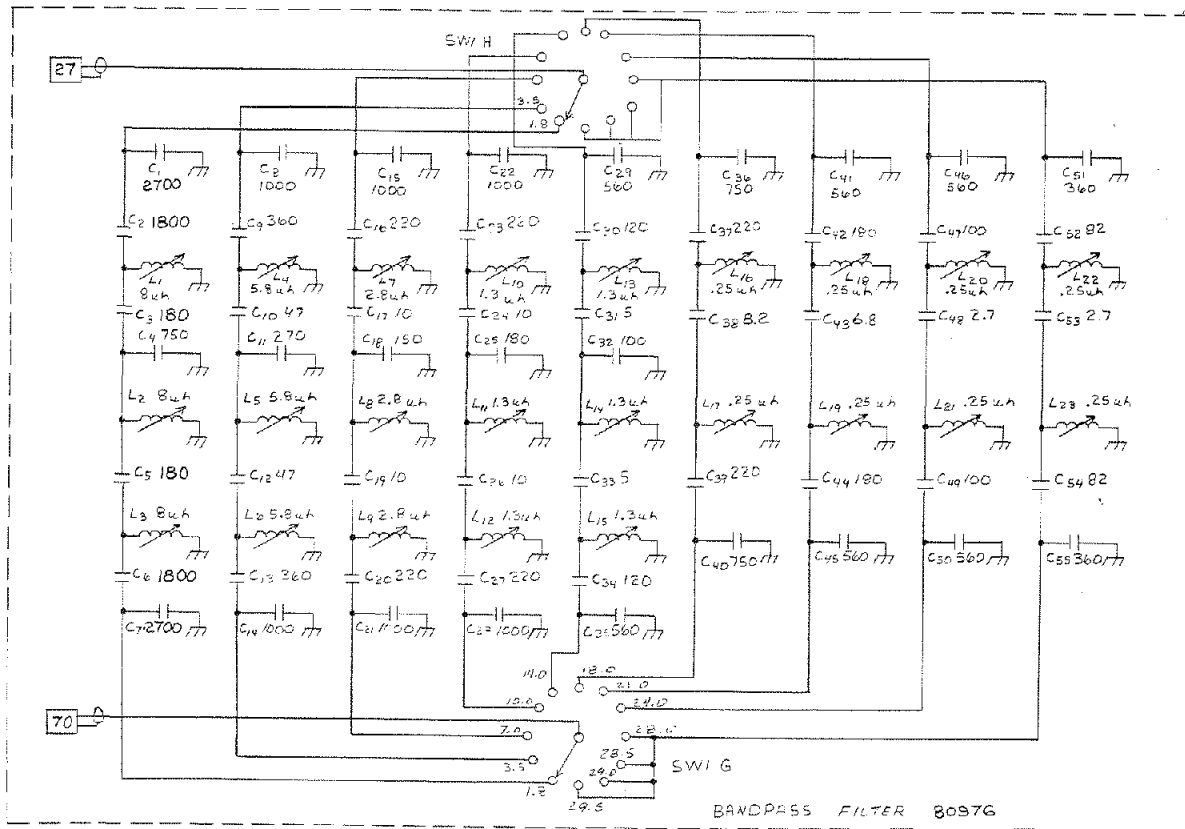 SW1 H
27
3.5
1.8
C1 2700
C8 1000
C15 1000
C22 1000
C29 560
C36 750
C41 560
C46 560
C51 360
C2 1800
C9 360
C16 220
C23 220
C30 120
C37 220
C42 180
C47 100
C52 82
L1 8uh
L4 5.8uh
L7 2.8uh
L10 1.3uh
L13 1.3uh
L16 .25uh
L18 .25uh
L20 .25uh
L22 .25uh
C3 180
C10 47
C17 10
C24 10
C31 5
C38 8.2
C43 6.8
C48 2.7
C53 2.7
C4 750
C11 270
C18 150
C25 180
C32 100
L2 8uh
L5 5.8uh
L8 2.8uh
L11 1.3uh
L14 1.3uh
L17 .25uh
L19 .25uh
L21 .25uh
L23 .25uh
C5 180
C12 47
C19 10
C26 10
C33 5
C39 220
C44 180
C49 100
C54 82
L3 8uh
L6 5.8uh
L9 2.8uh
L12 1.3uh
L15 1.3uh
C40 750
C45 560
C50 560
C55 360
C6 1800
C13 360
C20 220
C27 220
C34 120
C7 2700
C14 1000
C21 1000
C28 1000
C35 560
14.0
18.0
21.0
10.0
24.0
70
7.0
28.0
3.5
28.5
SW1 G
1.8
29.0
29.5
BANDPASS FILTER 80976